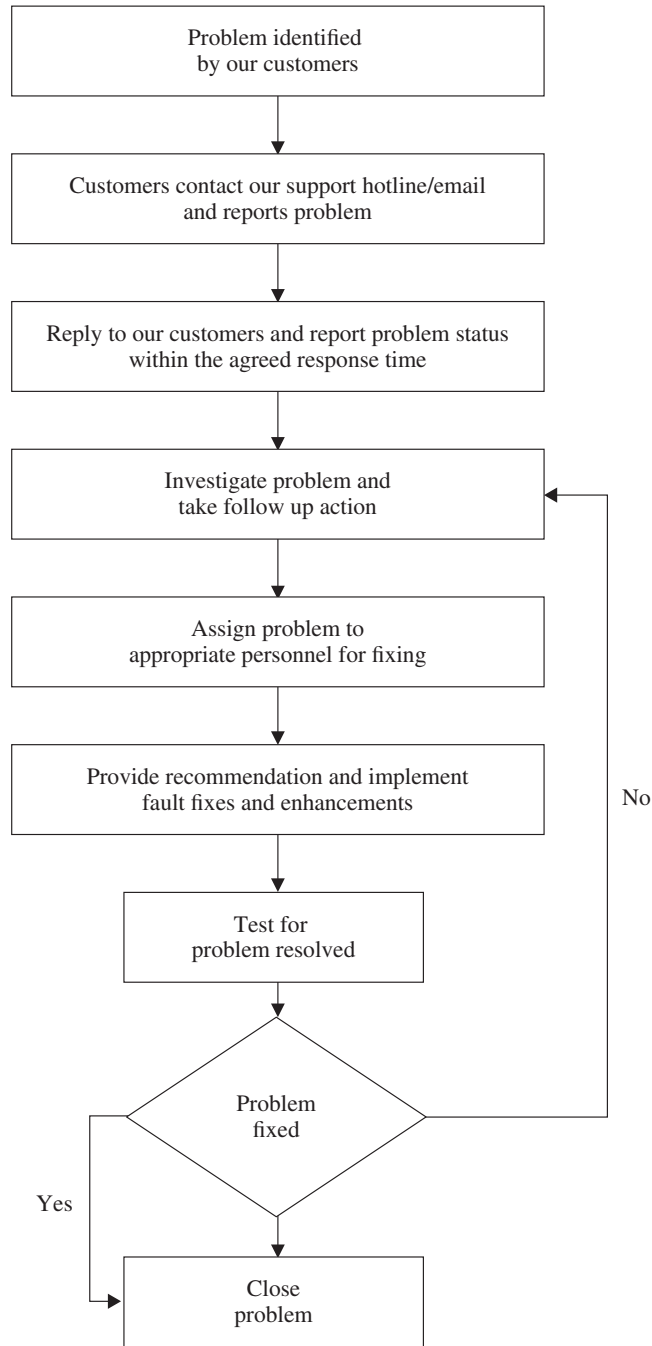 Problem identified
by our customers
Customers contact our support hotline/email
and reports problem
Reply to our customers and report problem status
within the agreed response time
Investigate problem and
take follow up action
Assign problem to
appropriate personnel for fixing
Provide recommendation and implement
fault fixes and enhancements
No
Test for
problem resolved
Problem
fixed
Yes
Close
problem